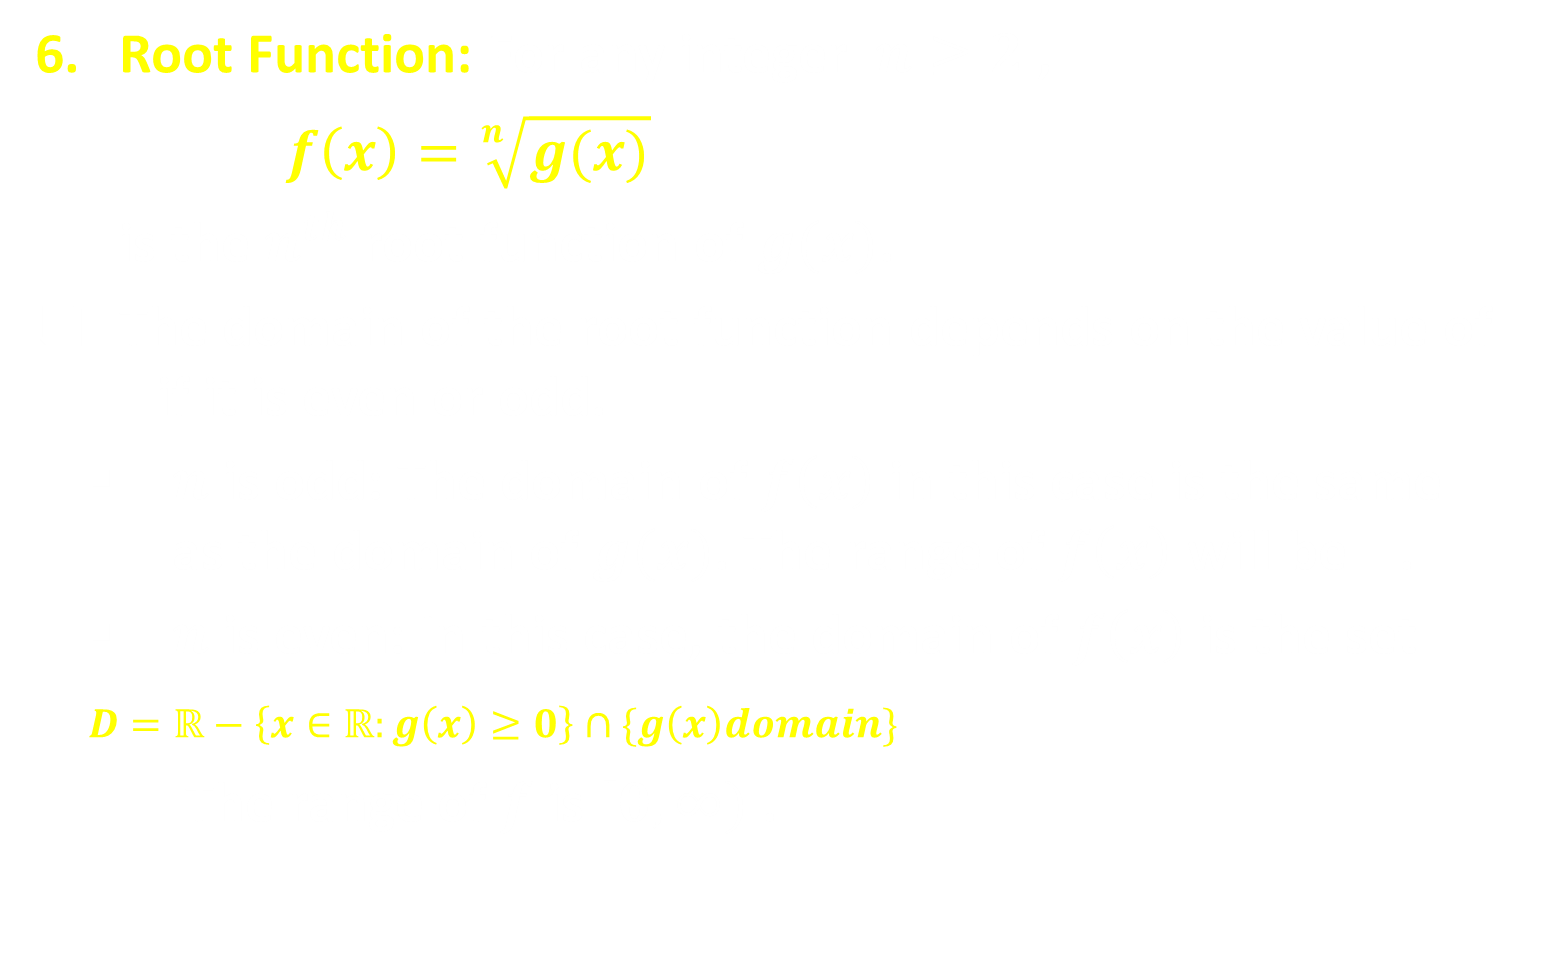 6. Root Function:
f(x) = ⁿ√g(x)
D = ℝ − {x ∈ ℝ: g(x) ≥ 0} ∩ {g(x)domain}